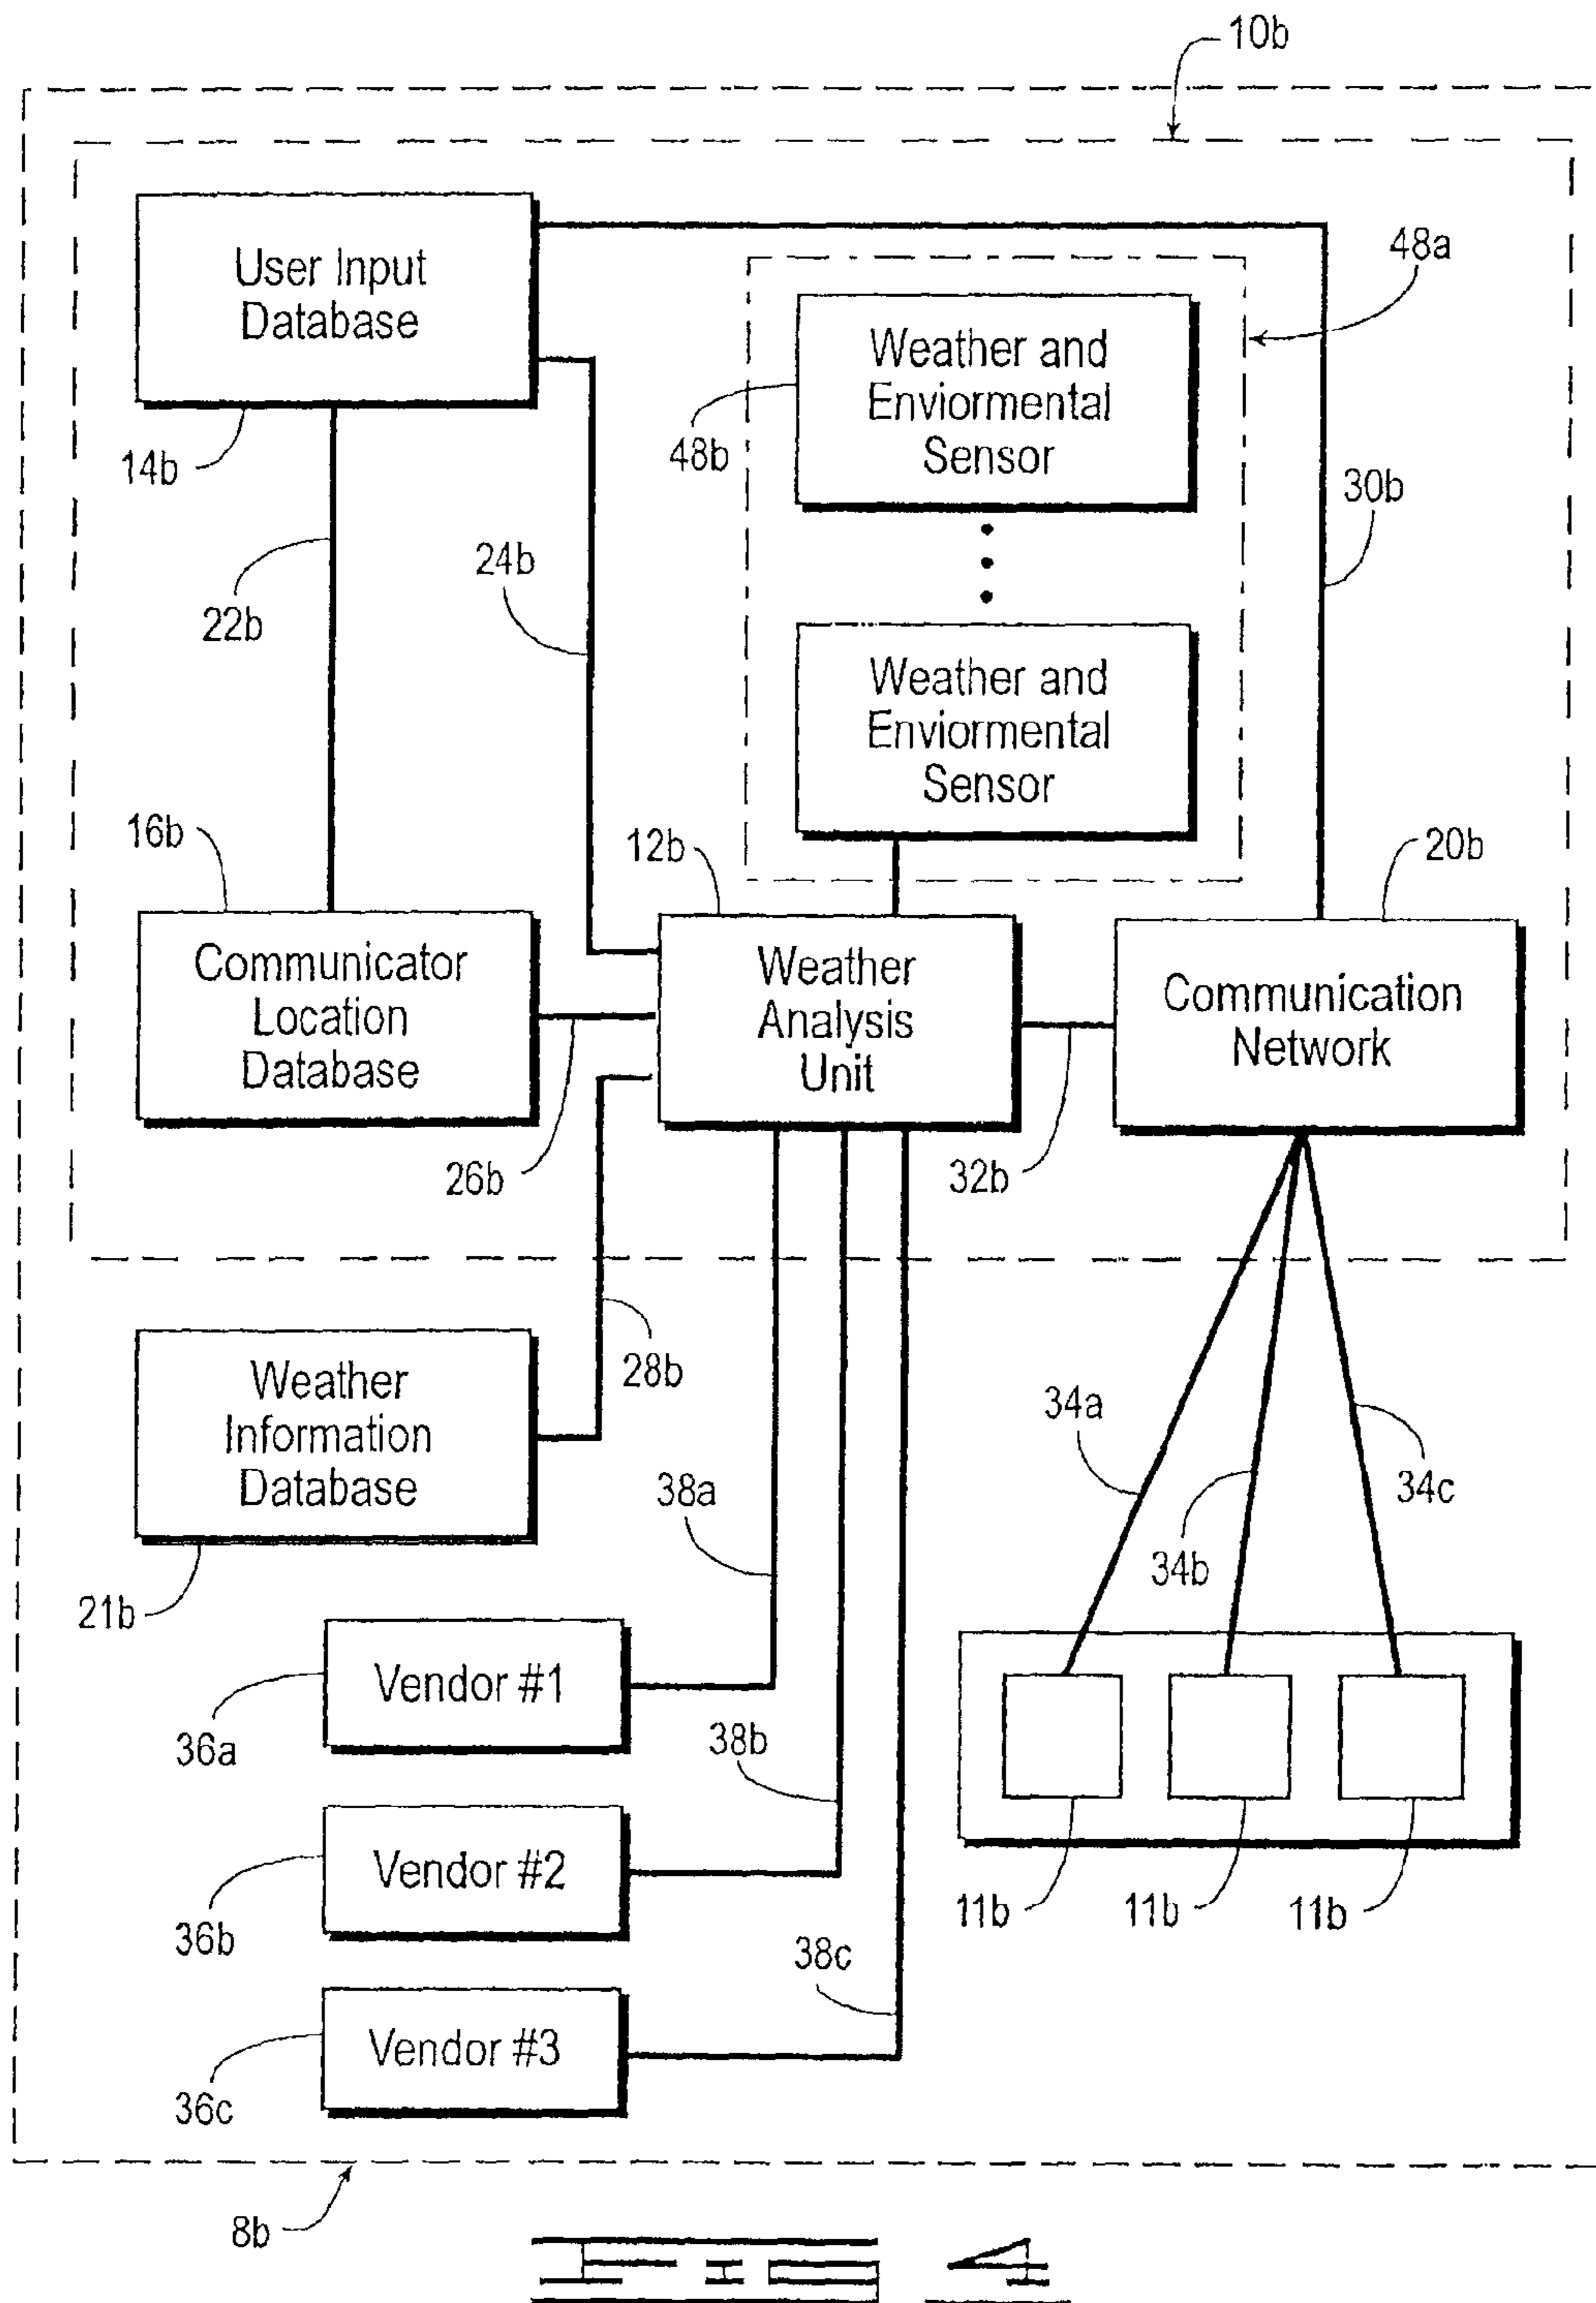 10b
User Input
Database
48a
Weather and
Enviormental
Sensor
48b
14b
30b
24b
22b
Weather and
Enviormental
Sensor
16b
12b
20b
Communicator
Location
Database
Weather
Analysis
Unit
Communication
Network
26b
32b
28b
Weather
Information
Database
34a
38a
34c
34b
21b
Vendor #1
36a
38b
Vendor #2
11b
11b
11b
36b
38c
Vendor #3
36c
8b